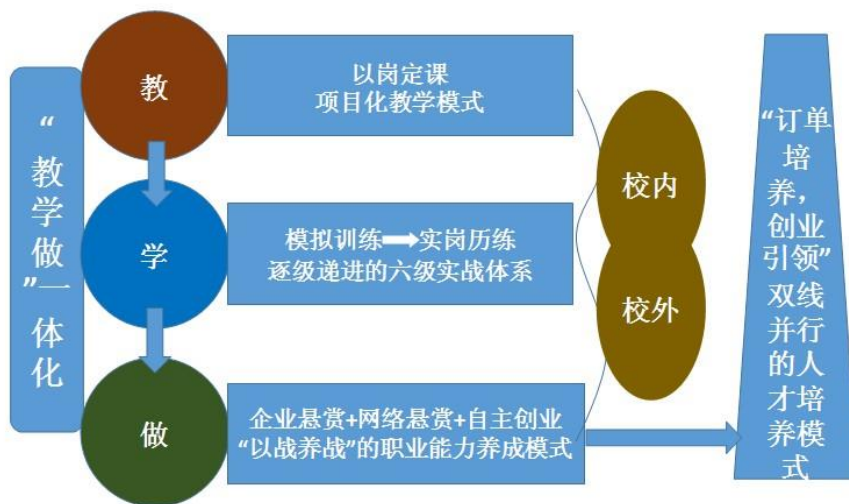 “教学做”一体化
教
以岗定课
项目化教学模式
学
模拟训练➡实岗历练
逐级递进的六级实战体系
做
企业悬赏+网络悬赏+自主创业
“以战养战”的职业能力养成模式
校内
校外
“订单
培
养，
创业
引领”
双线
并行
的人
才培
养模
式